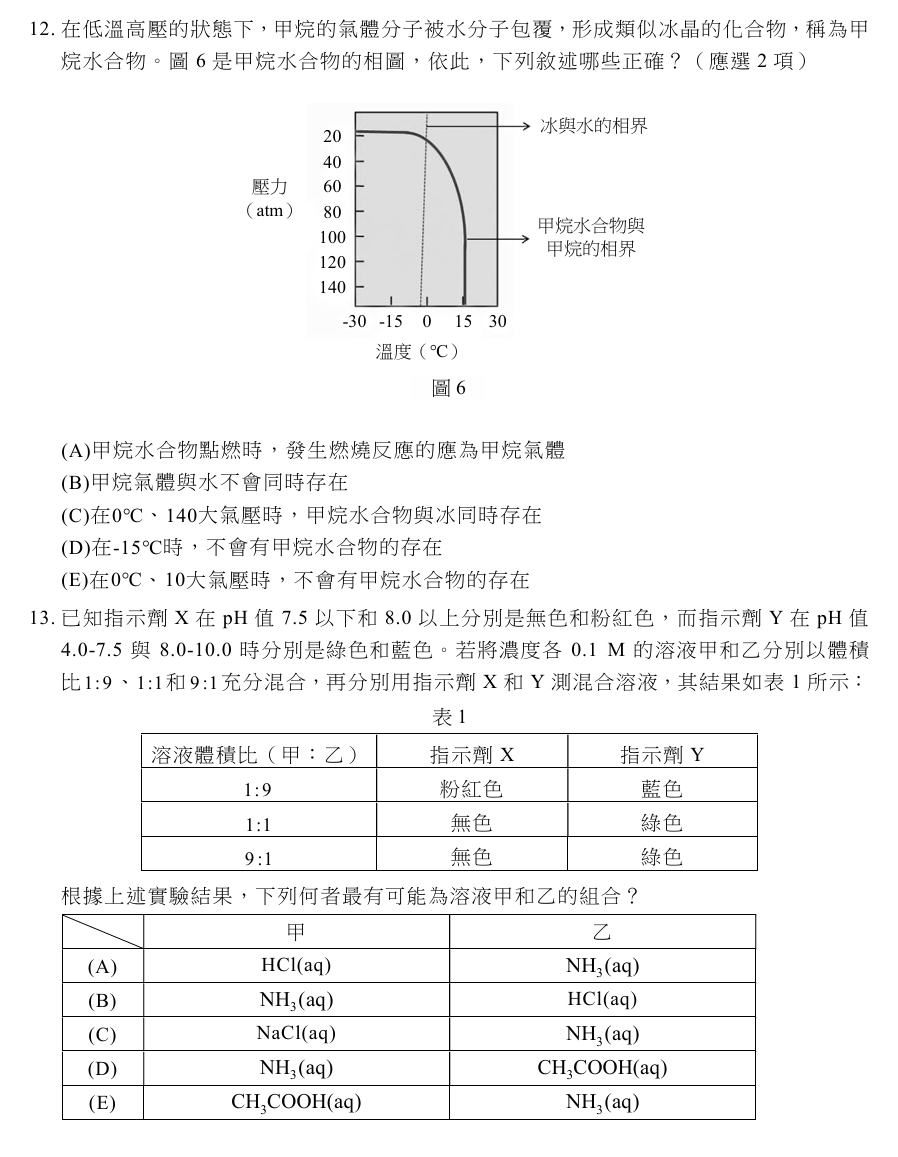 12. 在低溫高壓的狀態下，甲烷的氣體分子被水分子包覆，形成類似冰晶的化合物，稱為甲
烷水合物。圖 6 是甲烷水合物的相圖，依此，下列敘述哪些正確？（應選 2 項）
冰與水的相界
壓力
（atm）
20
40
60
80
100
120
140
甲烷水合物與
甲烷的相界
-30 -15 0 15 30
溫度（℃）
圖 6
(A)甲烷水合物點燃時，發生燃燒反應的應為甲烷氣體
(B)甲烷氣體與水不會同時存在
(C)在0℃、140大氣壓時，甲烷水合物與冰同時存在
(D)在-15℃時，不會有甲烷水合物的存在
(E)在0℃、10大氣壓時，不會有甲烷水合物的存在
13. 已知指示劑 X 在 pH 值 7.5 以下和 8.0 以上分別是無色和粉紅色，而指示劑 Y 在 pH 值
4.0-7.5 與 8.0-10.0 時分別是綠色和藍色。若將濃度各 0.1 M 的溶液甲和乙分別以體積
比1:9、1:1和9:1充分混合，再分別用指示劑 X 和 Y 測混合溶液，其結果如表 1 所示：
表 1
溶液體積比（甲：乙） 指示劑 X 指示劑 Y
1:9 粉紅色 藍色
1:1 無色 綠色
9:1 無色 綠色
根據上述實驗結果，下列何者最有可能為溶液甲和乙的組合？
甲 乙
(A) HCl(aq) NH₃(aq)
(B) NH₃(aq) HCl(aq)
(C) NaCl(aq) NH₃(aq)
(D) NH₃(aq) CH₃COOH(aq)
(E) CH₃COOH(aq) NH₃(aq)